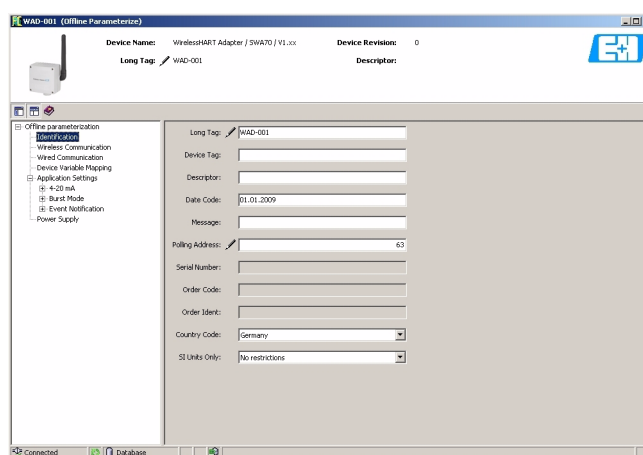 WAD-001 (Offline Parameterize)
Device Name: WirelessHART Adapter / SWA70 / V1.xx Device Revision: 0
Long Tag: WAD-001 Descriptor:
E+H
Offline parameterization
Identification
Wireless Communication
Wired Communication
Device Variable Mapping
Application Settings
4-20 mA
Burst Mode
Event Notification
Power Supply
Long Tag: WAD-001
Device Tag:
Descriptor:
Date Code: 01.01.2009
Message:
Polling Address: 63
Serial Number:
Order Code:
Order Ident:
Country Code: Germany
SI Units Only: No restrictions
Connected Database